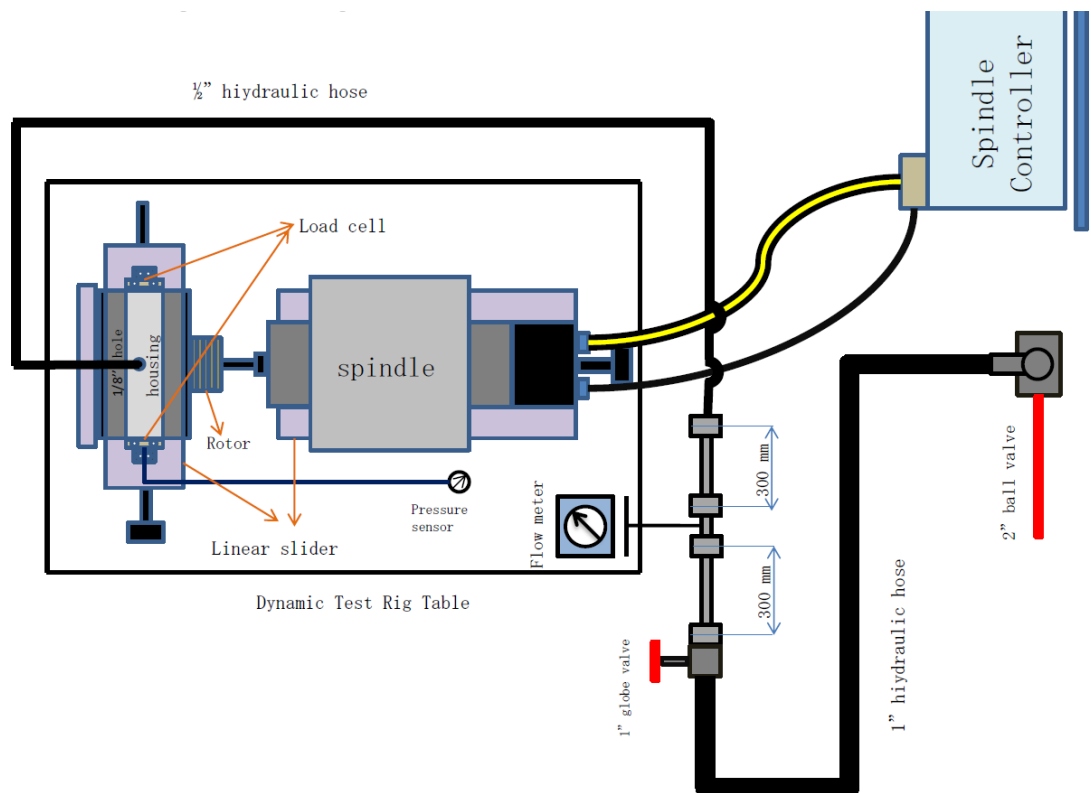 ½” hiydraulic hose
Spindle
Controller
Load cell
1/8” hole
housing
spindle
Rotor
Pressure
sensor
Linear slider
Flow meter
300 mm
300 mm
2” ball valve
Dynamic Test Rig Table
1” globe valve
1” hiydraulic hose